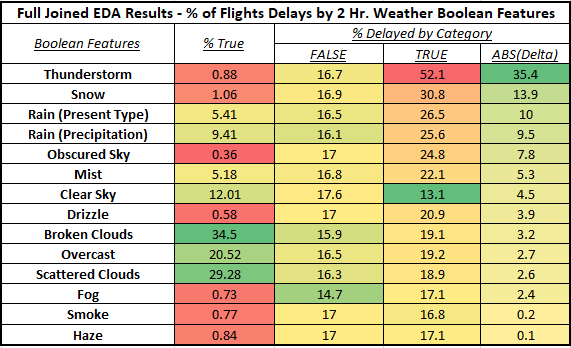 Full Joined EDA Results - % of Flights Delays by 2 Hr. Weather Boolean Features
Boolean Features % True % Delayed by Category
FALSE TRUE ABS(Delta)
Thunderstorm 0.88 16.7 52.1 35.4
Snow 1.06 16.9 30.8 13.9
Rain (Present Type) 5.41 16.5 26.5 10
Rain (Precipitation) 9.41 16.1 25.6 9.5
Obscured Sky 0.36 17 24.8 7.8
Mist 5.18 16.8 22.1 5.3
Clear Sky 12.01 17.6 13.1 4.5
Drizzle 0.58 17 20.9 3.9
Broken Clouds 34.5 15.9 19.1 3.2
Overcast 20.52 16.5 19.2 2.7
Scattered Clouds 29.28 16.3 18.9 2.6
Fog 0.73 14.7 17.1 2.4
Smoke 0.77 17 16.8 0.2
Haze 0.84 17 17.1 0.1